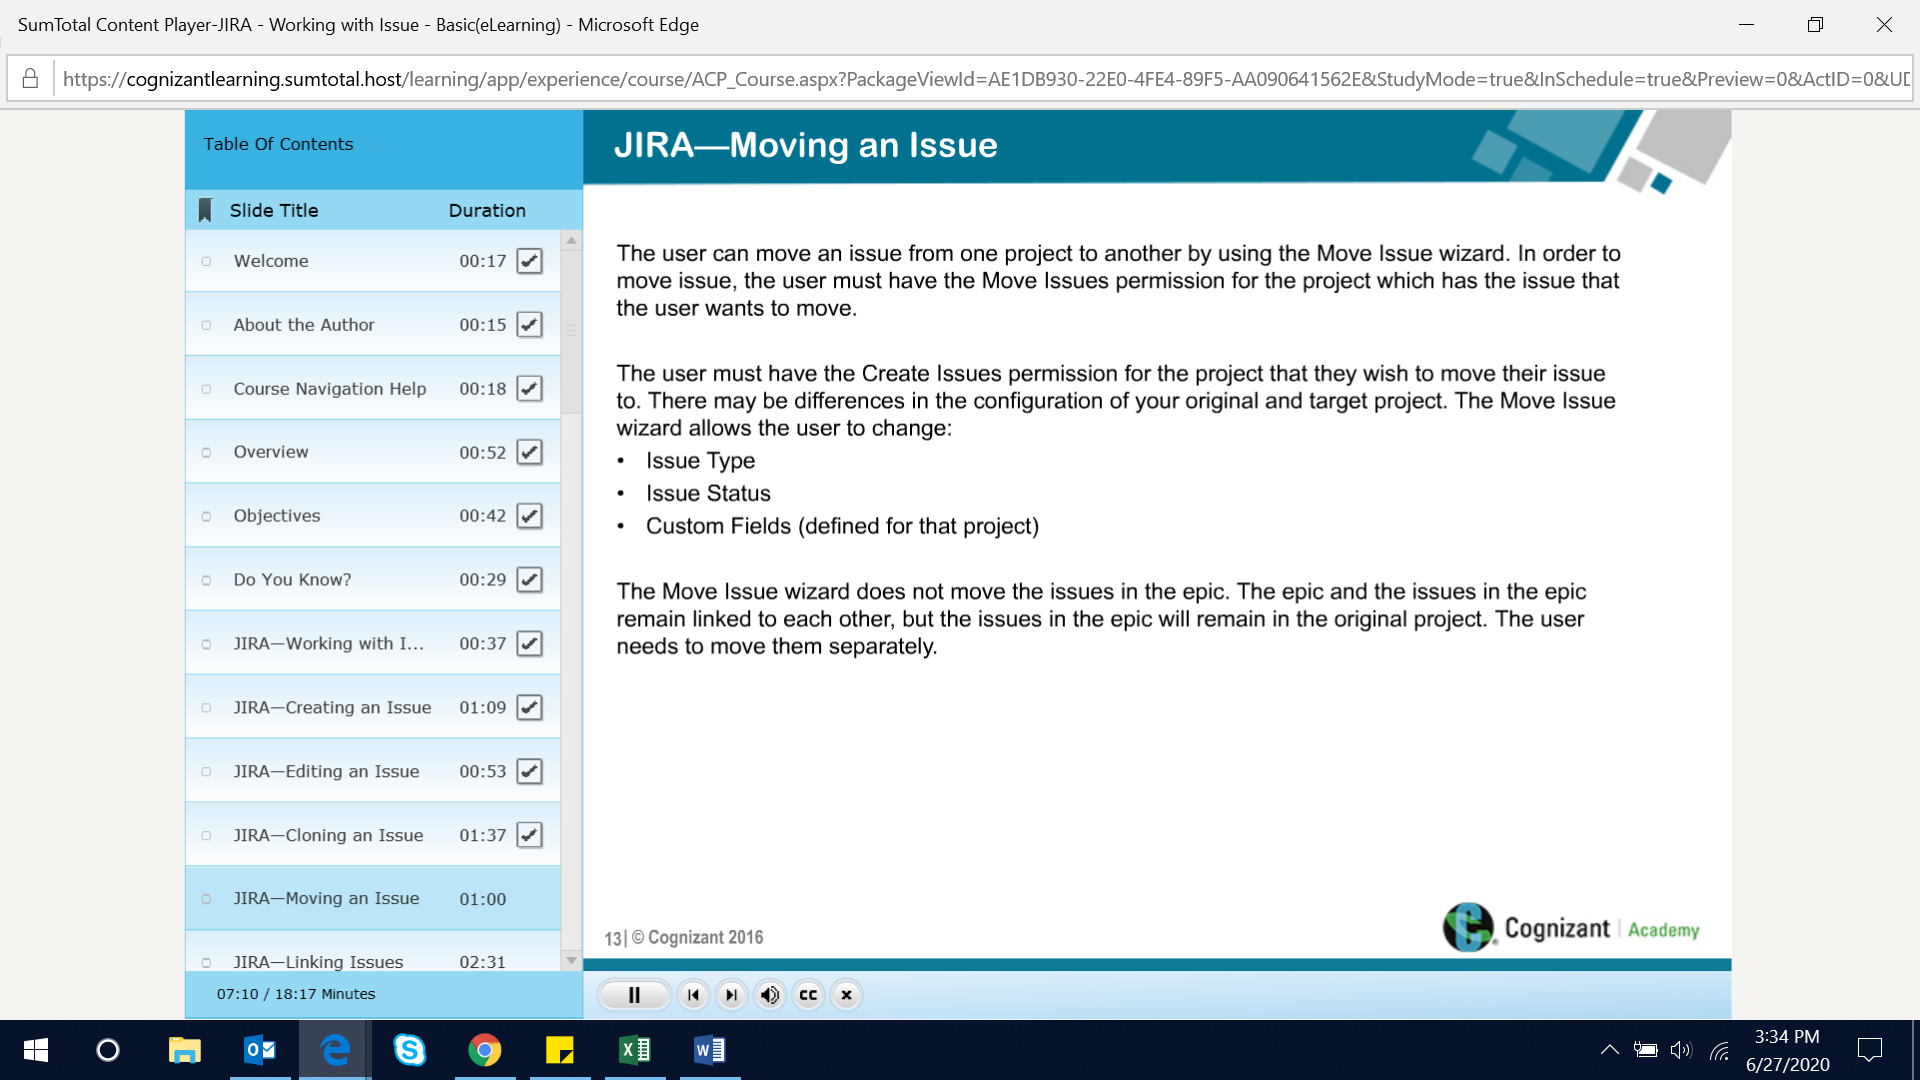 SumTotal Content Player-JIRA - Working with Issue - Basic(eLearning) - Microsoft Edge
https://cognizantlearning.sumtotal.host/learning/app/experience/course/ACP_Course.aspx?PackageViewId=AE1DB930-22E0-4FE4-89F5-AA090641562E&StudyMode=true&InSchedule=true&Preview=0&ActID=0&UD
Table Of Contents
Slide Title Duration
Welcome 00:17
About the Author 00:15
Course Navigation Help 00:18
Overview 00:52
Objectives 00:42
Do You Know? 00:29
JIRA—Working with I... 00:37
JIRA—Creating an Issue 01:09
JIRA—Editing an Issue 00:53
JIRA—Cloning an Issue 01:37
JIRA—Moving an Issue 01:00
JIRA—Linking Issues 02:31
07:10 / 18:17 Minutes
JIRA—Moving an Issue
The user can move an issue from one project to another by using the Move Issue wizard. In order to
move issue, the user must have the Move Issues permission for the project which has the issue that
the user wants to move.
The user must have the Create Issues permission for the project that they wish to move their issue
to. There may be differences in the configuration of your original and target project. The Move Issue
wizard allows the user to change:
• Issue Type
• Issue Status
• Custom Fields (defined for that project)
The Move Issue wizard does not move the issues in the epic. The epic and the issues in the epic
remain linked to each other, but the issues in the epic will remain in the original project. The user
needs to move them separately.
13| © Cognizant 2016
Cognizant | Academy
CC
3:34 PM
6/27/2020